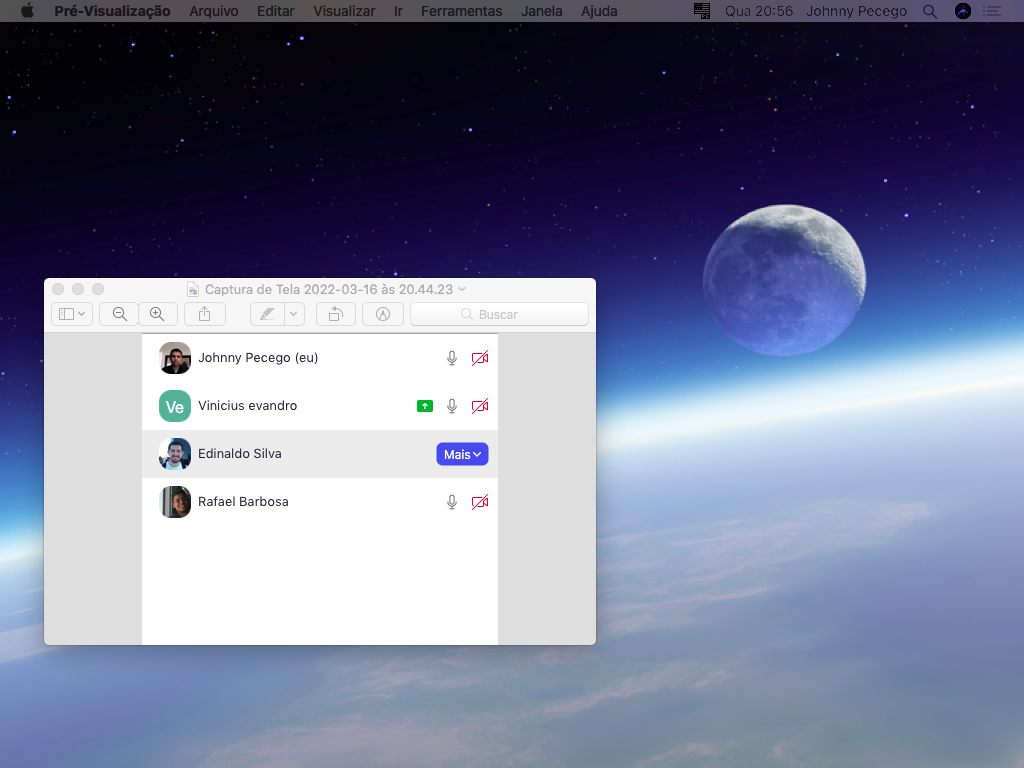 Pré-Visualização Arquivo Editar Visualizar Ir Ferramentas Janela Ajuda Qua 20:56 Johnny Pecego
Captura de Tela 2022-03-16 às 20.44.23
Buscar
Johnny Pecego (eu)
Ve Vinicius evandro
Edinaldo Silva Mais
Rafael Barbosa